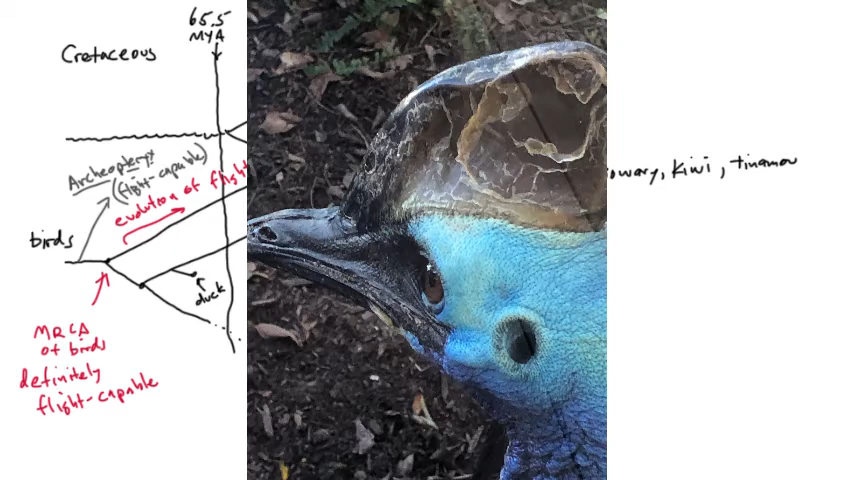 65.5
MYA
Cretaceous
Archeopteryx
(flight-capable)
evolution of flight
birds
duck
MRCA
of birds
definitely
flight-capable
kiwi, tinamou